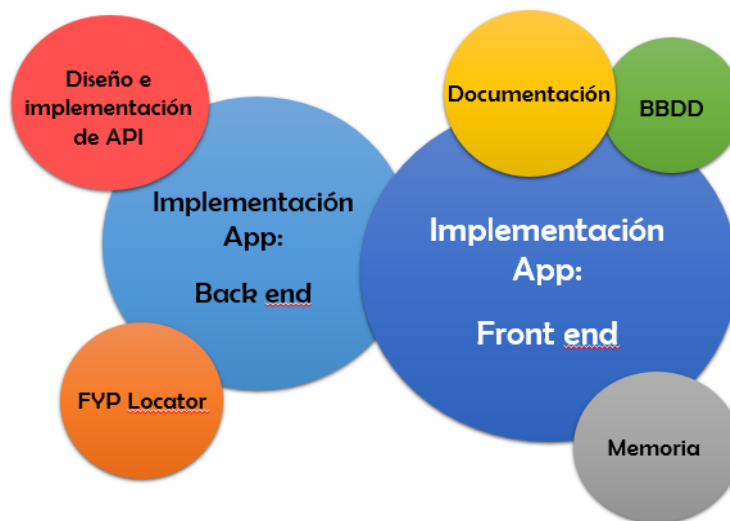 Diseño e
implementación
de API
Documentación
BBDD
Implementación
App:
Back end
Implementación
App:
Front end
FYP Locator
Memoria